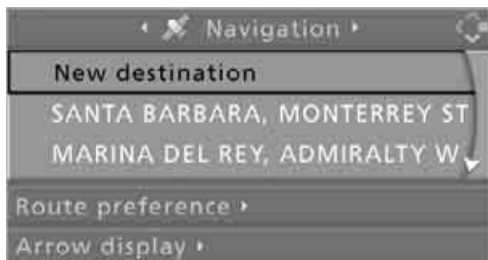 Navigation
New destination
SANTA BARBARA, MONTERREY ST
MARINA DEL REY, ADMIRALTY W
Route preference
Arrow display